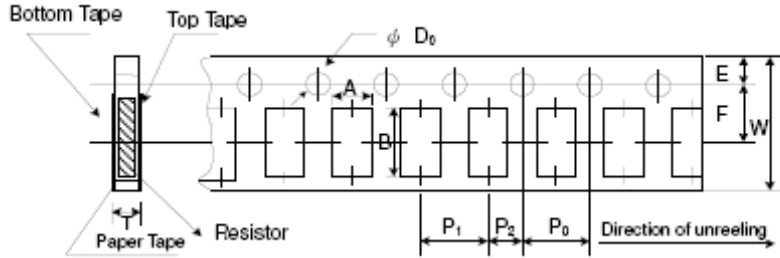 Bottom Tape
Top Tape
ϕ D₀
A
E
F
B
W
T
P₁
P₂
P₀
Direction of unreeling
Paper Tape
Resistor